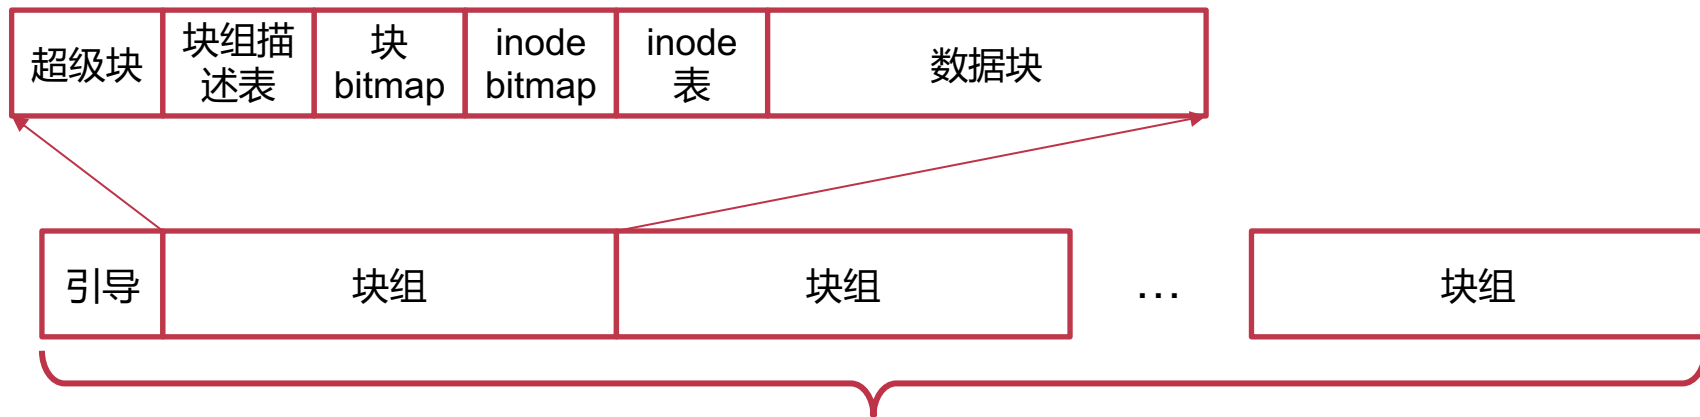 超级块
块组描
述表
块
bitmap
inode
bitmap
inode
表
数据块
引导
块组
块组
…
块组